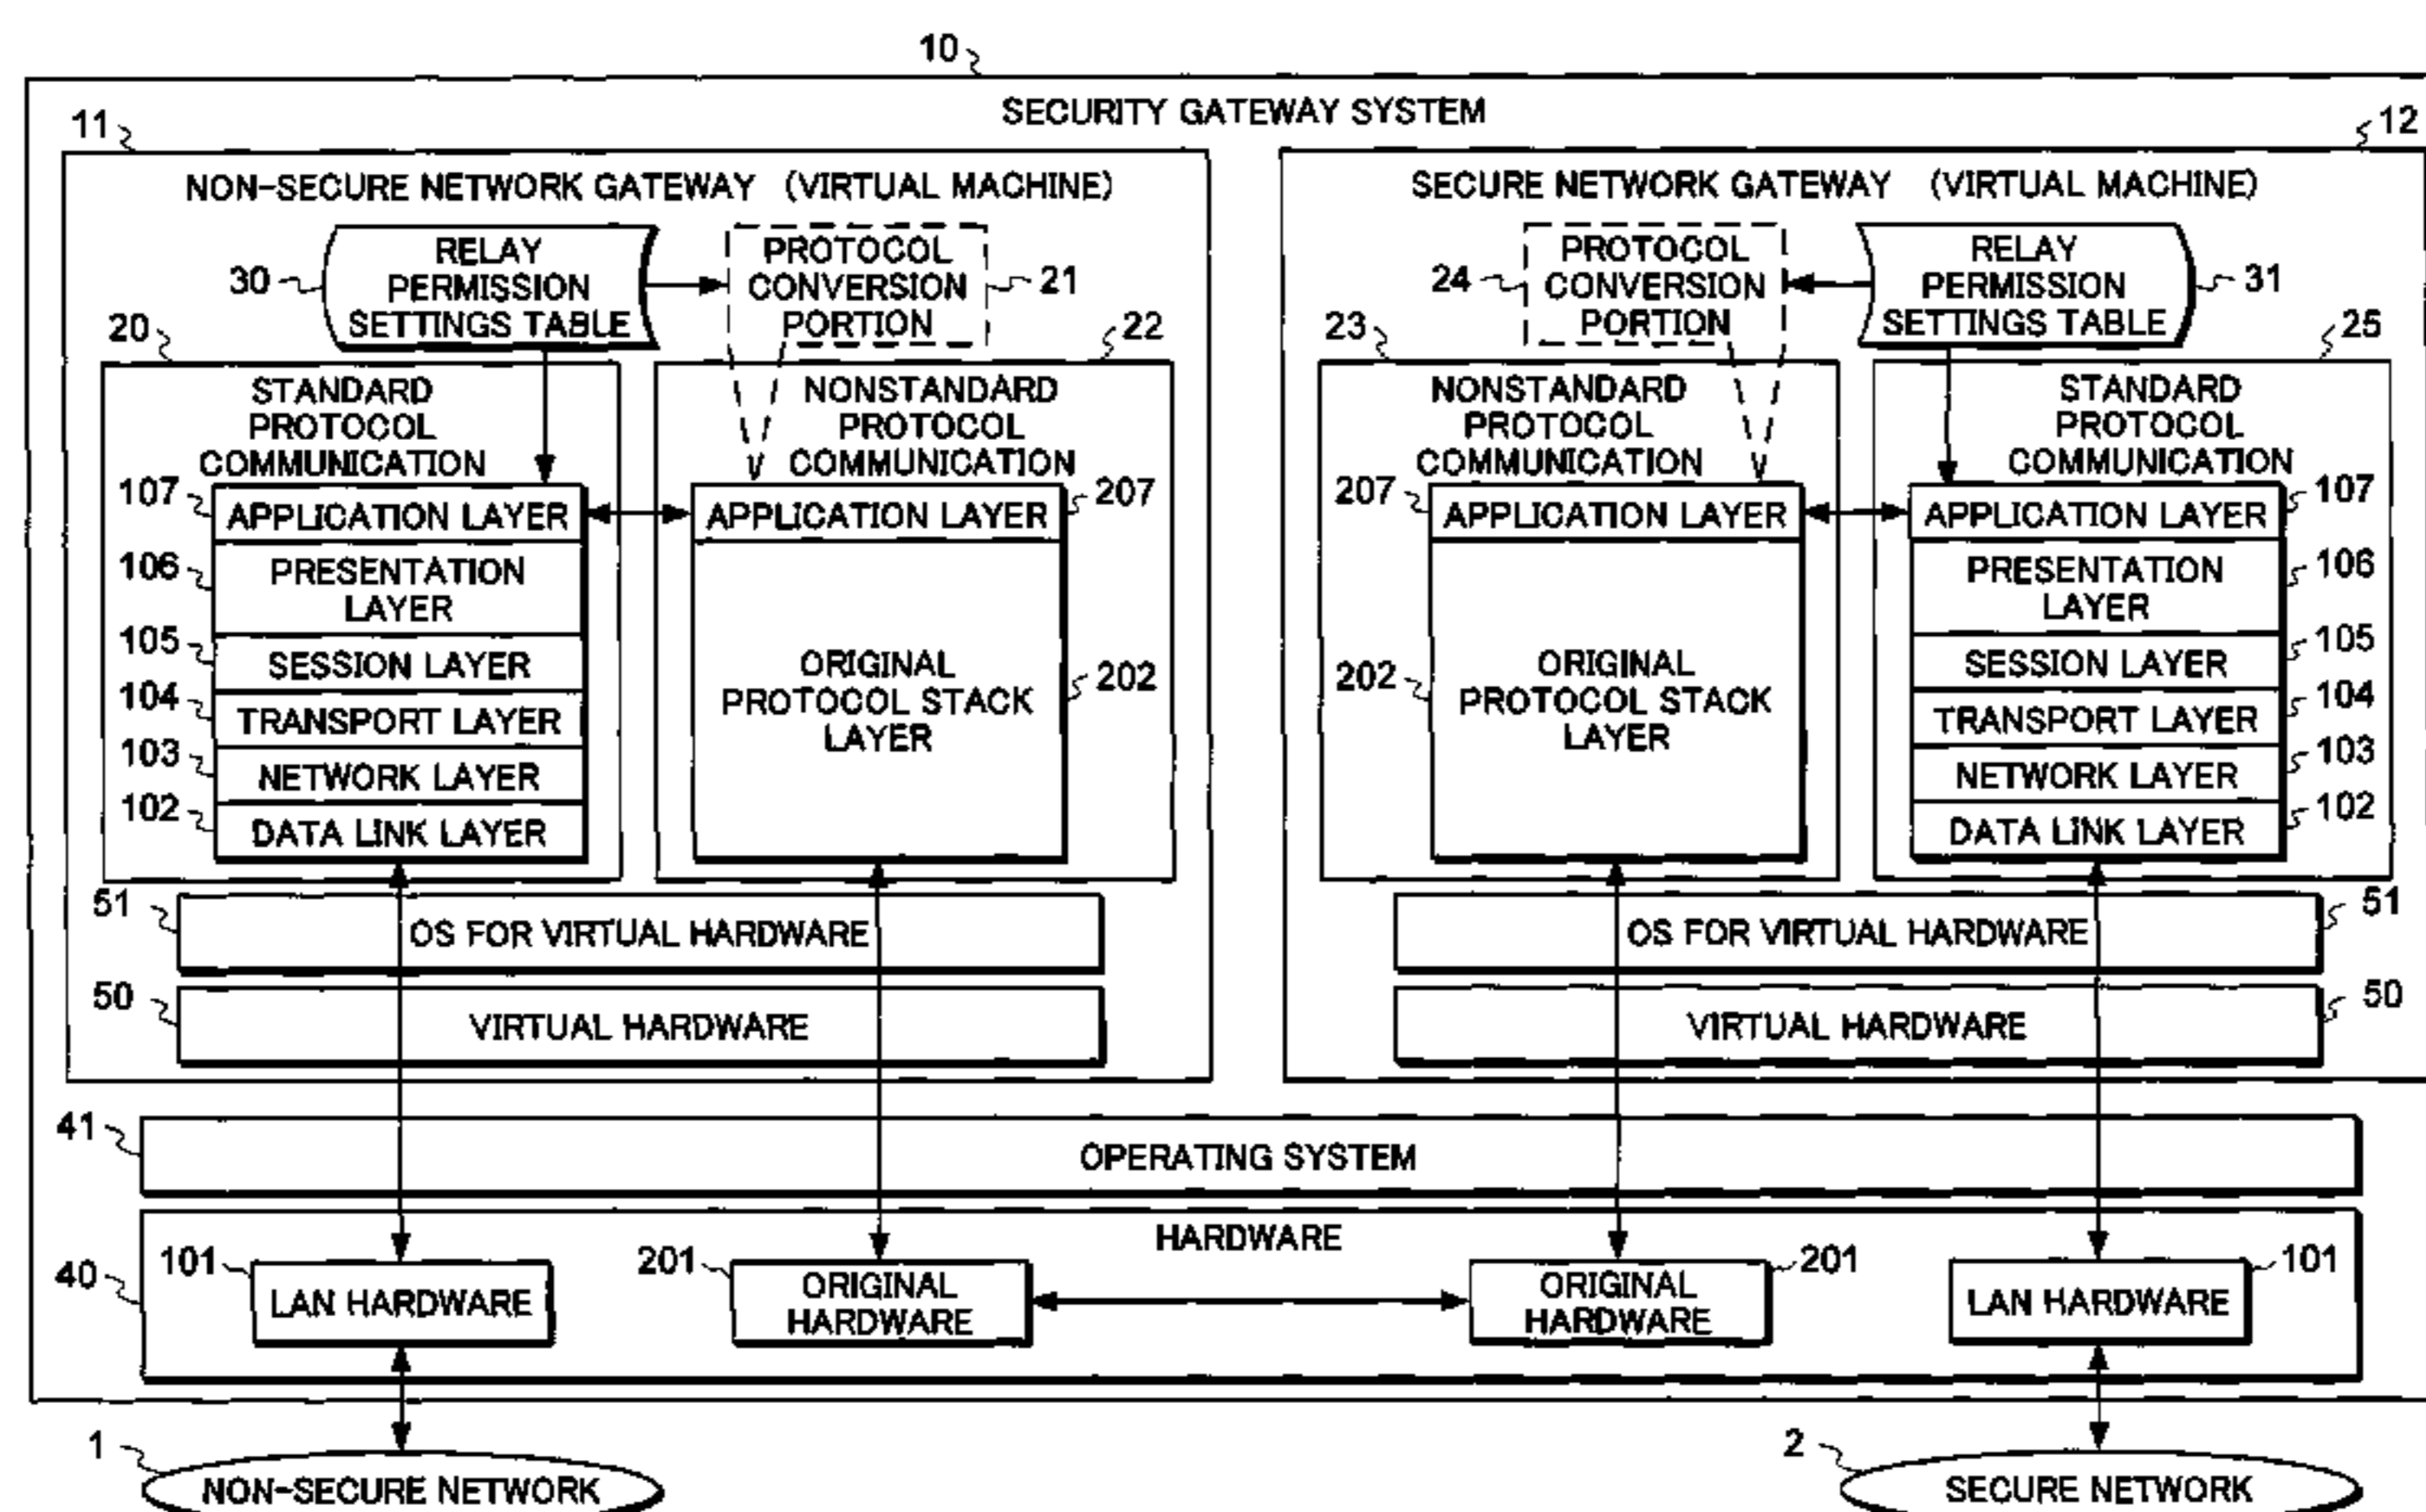 10
SECURITY GATEWAY SYSTEM
11
12
NON-SECURE NETWORK GATEWAY (VIRTUAL MACHINE)
30
RELAY
PERMISSION
SETTINGS TABLE
PROTOCOL
CONVERSION
PORTION
21
20
STANDARD
PROTOCOL
COMMUNICATION
22
NONSTANDARD
PROTOCOL
COMMUNICATION
107
APPLICATION LAYER
106
PRESENTATION
LAYER
105
SESSION LAYER
104
TRANSPORT LAYER
103
NETWORK LAYER
102
DATA LINK LAYER
APPLICATION LAYER
207
ORIGINAL
PROTOCOL STACK
LAYER
202
51
OS FOR VIRTUAL HARDWARE
50
VIRTUAL HARDWARE
SECURE NETWORK GATEWAY (VIRTUAL MACHINE)
24
PROTOCOL
CONVERSION
PORTION
RELAY
PERMISSION
SETTINGS TABLE
31
23
NONSTANDARD
PROTOCOL
COMMUNICATION
25
STANDARD
PROTOCOL
COMMUNICATION
207
APPLICATION LAYER
202
ORIGINAL
PROTOCOL STACK
LAYER
APPLICATION LAYER
107
PRESENTATION
LAYER
106
SESSION LAYER
105
TRANSPORT LAYER
104
NETWORK LAYER
103
DATA LINK LAYER
102
OS FOR VIRTUAL HARDWARE
51
VIRTUAL HARDWARE
50
41
OPERATING SYSTEM
40
HARDWARE
101
LAN HARDWARE
201
ORIGINAL
HARDWARE
ORIGINAL
HARDWARE
201
LAN HARDWARE
101
1
NON-SECURE NETWORK
2
SECURE NETWORK